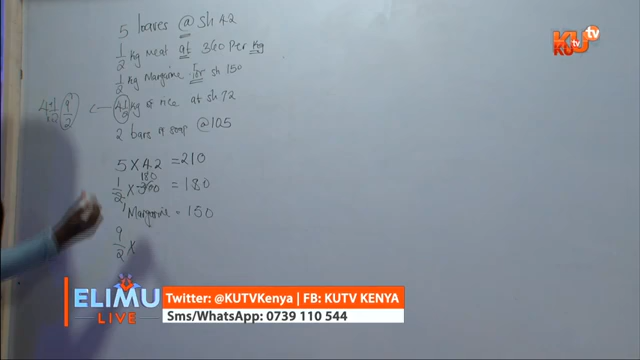 5 loaves @ sh 42
1/2 kg meat at 360 Per kg
1/2 kg Margarine for sh 150
4 1/2 9/2 ← 4 1/2 kg of rice at sh 72
2 bars of soap @105
5 X 42 = 210
1/2 X 360 180 = 180
1 Margarine = 150
9/2 X
KUTV
KU tv
ELIMU
LIVE
Twitter: @KUTVKenya | FB: KUTV KENYA
Sms/WhatsApp: 0739 110 544